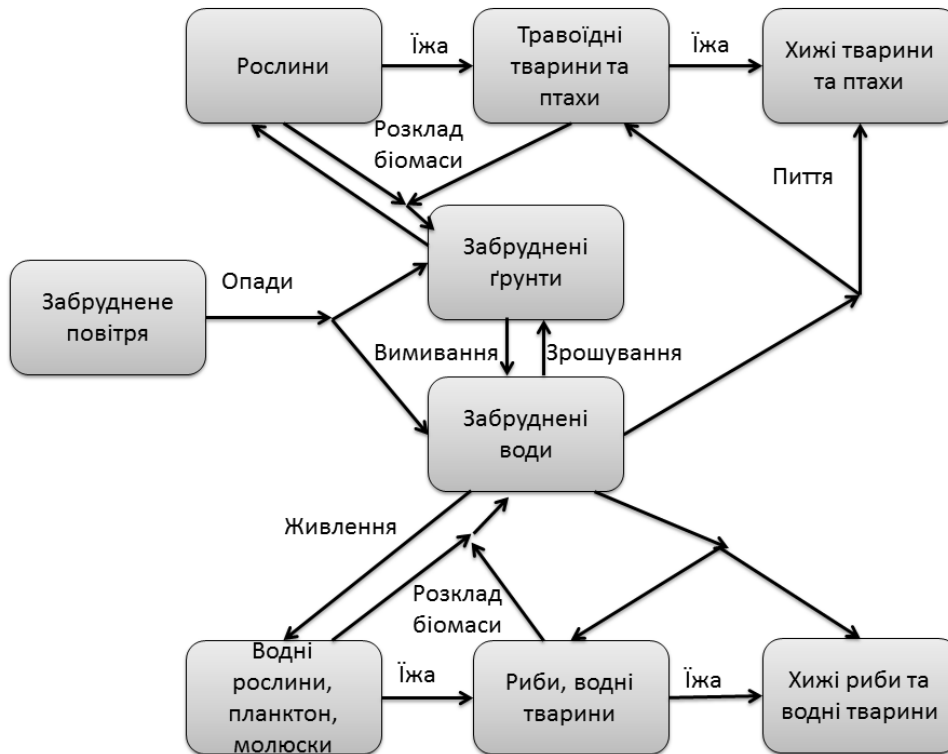 Рослини
Їжа
Травоїдні
тварини та
птахи
Їжа
Хижі тварини
та птахи
Розклад
біомаси
Пиття
Забруднені
ґрунти
Забруднене
повітря
Опади
Вимивання
Зрошування
Забруднені
води
Живлення
Розклад
біомаси
Водні
рослини,
планктон,
молюски
Їжа
Риби, водні
тварини
Їжа
Хижі риби та
водні тварини